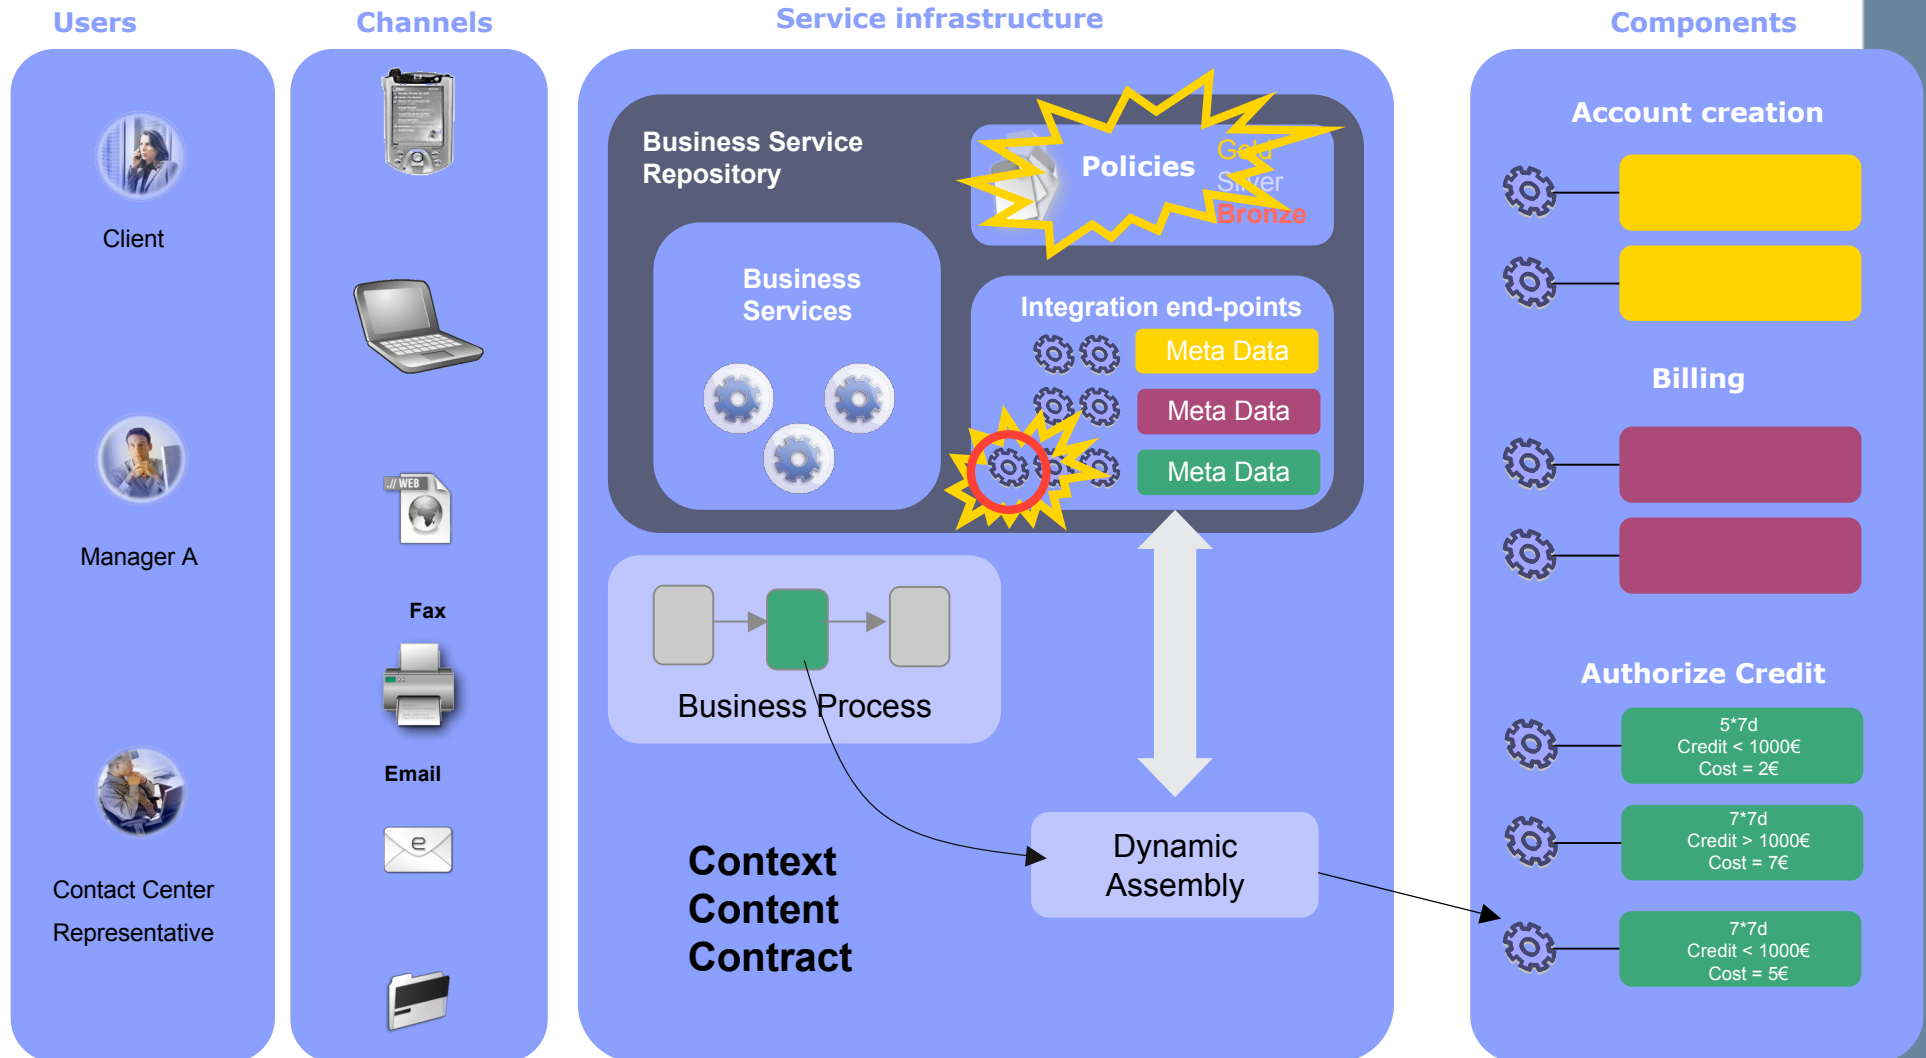 Users
Channels
Service infrastructure
Components
Client
Manager A
Contact Center
Representative
.// WEB
Fax
Email
e
Business Service
Repository
Policies
Gold
Silver
Bronze
Business
Services
Integration end-points
Meta Data
Meta Data
Meta Data
Business Process
Context
Content
Contract
Dynamic
Assembly
Account creation
Billing
Authorize Credit
5*7d
Credit < 1000€
Cost = 2€
7*7d
Credit > 1000€
Cost = 7€
7*7d
Credit < 1000€
Cost = 5€